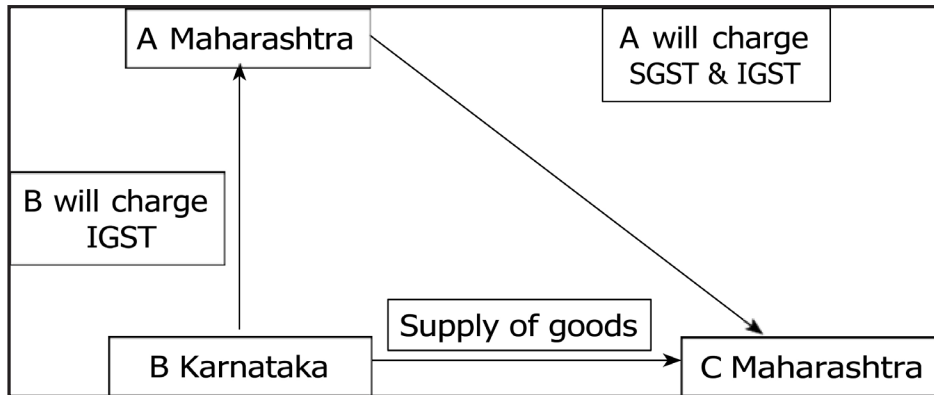 A Maharashtra
A will charge
SGST & IGST
B will charge
IGST
Supply of goods
B Karnataka
C Maharashtra